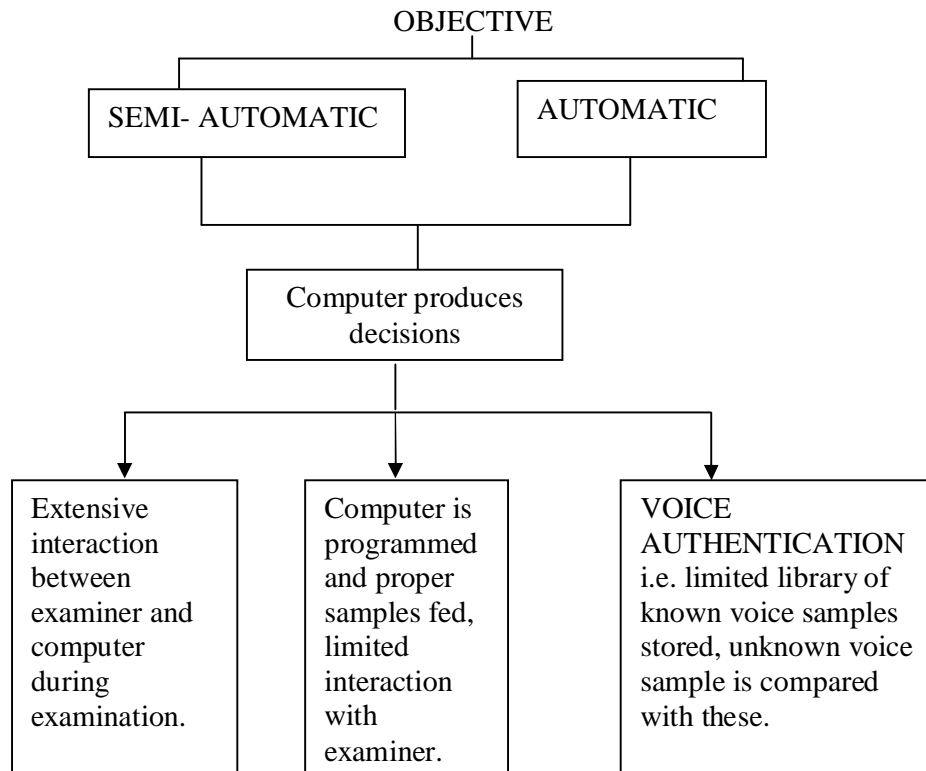 OBJECTIVE
SEMI- AUTOMATIC
AUTOMATIC
Computer produces
decisions
Extensive
interaction
between
examiner and
computer
during
examination.
Computer is
programmed
and proper
samples fed,
limited
interaction
with
examiner.
VOICE
AUTHENTICATION
i.e. limited library of
known voice samples
stored, unknown voice
sample is compared
with these.